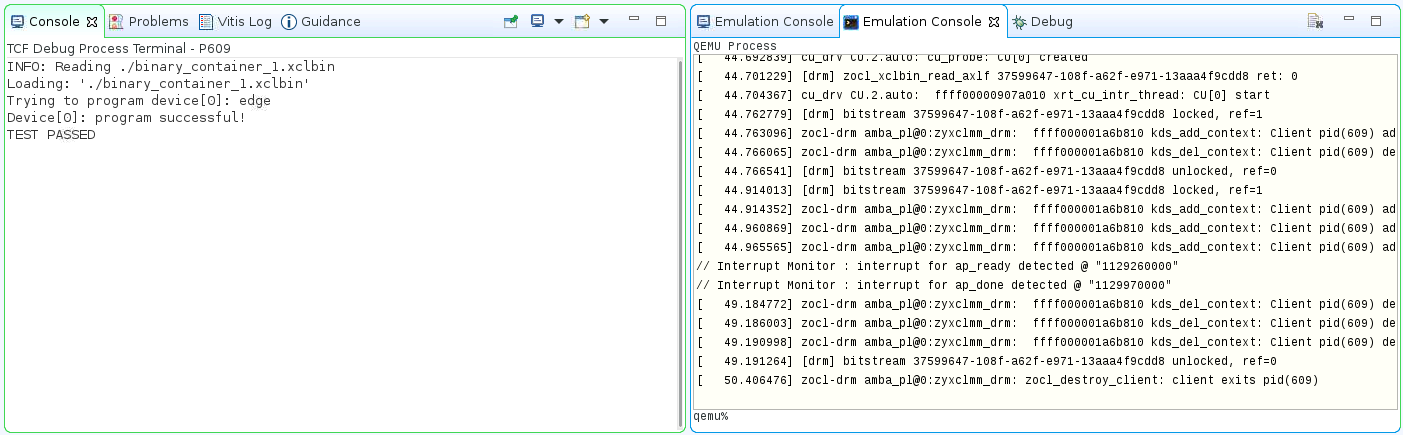 Console Problems Vitis Log Guidance
TCF Debug Process Terminal - P609
INFO: Reading ./binary_container_1.xclbin
Loading: './binary_container_1.xclbin'
Trying to program device[0]: edge
Device[0]: program successful!
TEST PASSED
Emulation Console Emulation Console Debug
QEMU Process
[   44.692839] cu_drv CU.2.auto: cu_probe: CU[0] created
[   44.701229] [drm] zocl_xclbin_read_axlf 37599647-108f-a62f-e971-13aaa4f9cdd8 ret: 0
[   44.704367] cu_drv CU.2.auto:  ffff00000907a010 xrt_cu_intr_thread: CU[0] start
[   44.762779] [drm] bitstream 37599647-108f-a62f-e971-13aaa4f9cdd8 locked, ref=1
[   44.763096] zocl-drm amba_pl@0:zyxclmm_drm:  ffff000001a6b810 kds_add_context: Client pid(609) ad
[   44.766065] zocl-drm amba_pl@0:zyxclmm_drm:  ffff000001a6b810 kds_del_context: Client pid(609) de
[   44.766541] [drm] bitstream 37599647-108f-a62f-e971-13aaa4f9cdd8 unlocked, ref=0
[   44.914013] [drm] bitstream 37599647-108f-a62f-e971-13aaa4f9cdd8 locked, ref=1
[   44.914352] zocl-drm amba_pl@0:zyxclmm_drm:  ffff000001a6b810 kds_add_context: Client pid(609) ad
[   44.960869] zocl-drm amba_pl@0:zyxclmm_drm:  ffff000001a6b810 kds_add_context: Client pid(609) ad
[   44.965565] zocl-drm amba_pl@0:zyxclmm_drm:  ffff000001a6b810 kds_add_context: Client pid(609) ad
// Interrupt Monitor : interrupt for ap_ready detected @ "1129260000"
// Interrupt Monitor : interrupt for ap_done detected @ "1129970000"
[   49.184772] zocl-drm amba_pl@0:zyxclmm_drm:  ffff000001a6b810 kds_del_context: Client pid(609) de
[   49.186003] zocl-drm amba_pl@0:zyxclmm_drm:  ffff000001a6b810 kds_del_context: Client pid(609) de
[   49.190998] zocl-drm amba_pl@0:zyxclmm_drm:  ffff000001a6b810 kds_del_context: Client pid(609) de
[   49.191264] [drm] bitstream 37599647-108f-a62f-e971-13aaa4f9cdd8 unlocked, ref=0
[   50.406476] zocl-drm amba_pl@0:zyxclmm_drm: zocl_destroy_client: client exits pid(609)
qemu%